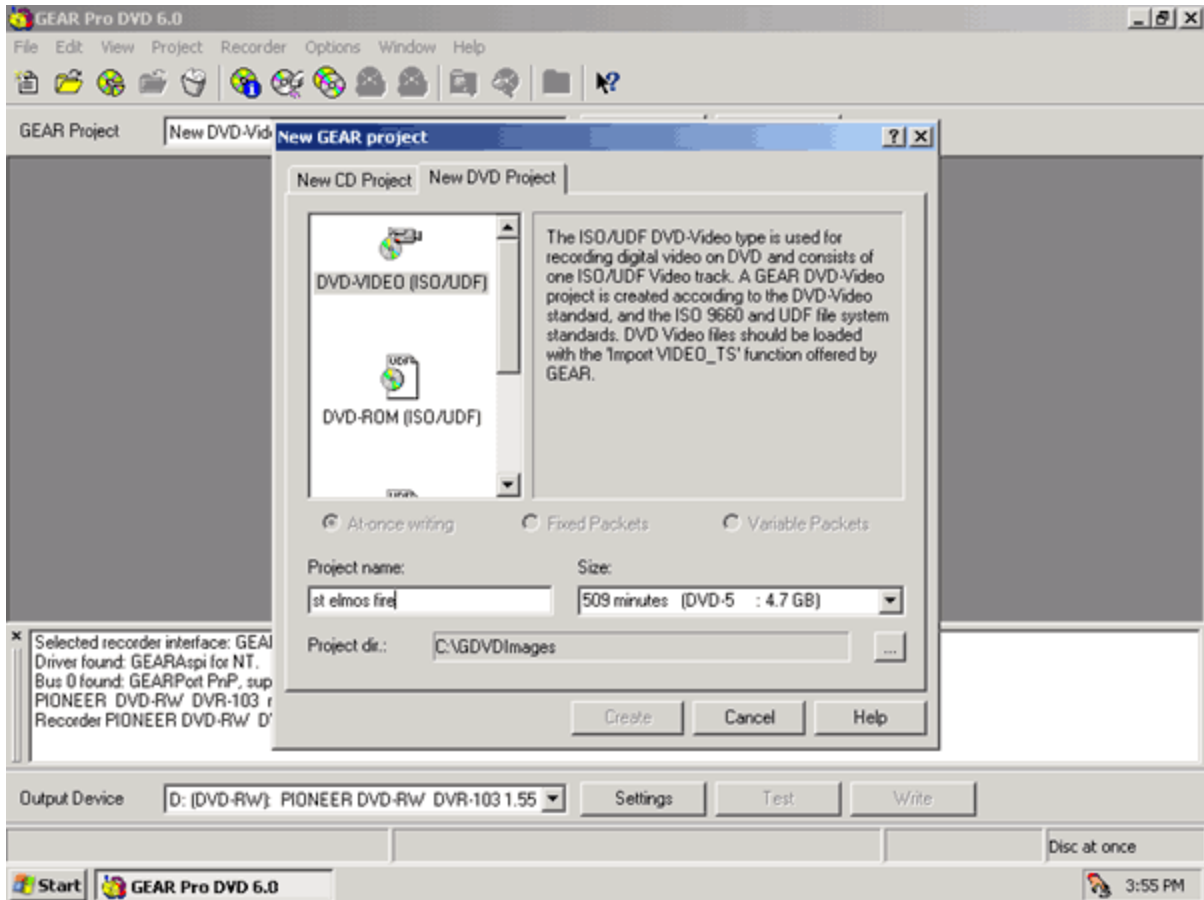 GEAR Pro DVD 6.0
File Edit View Project Recorder Options Window Help
GEAR Project
New DVD-Vid
New GEAR project
New CD Project
New DVD Project
DVD-VIDEO (ISO/UDF)
UDF
DVD-ROM (ISO/UDF)
The ISO/UDF DVD-Video type is used for
recording digital video on DVD and consists of
one ISO/UDF Video track. A GEAR DVD-Video
project is created according to the DVD-Video
standard, and the ISO 9660 and UDF file system
standards. DVD Video files should be loaded
with the 'Import VIDEO_TS' function offered by
GEAR.
At-once writing
Fixed Packets
Variable Packets
Project name:
Size:
st elmos fire
509 minutes (DVD-5 : 4.7 GB)
Project dir.:
C:\GDVDImages
...
Create
Cancel
Help
Selected recorder interface: GEA
Driver found: GEARAspi for NT.
Bus 0 found: GEARPort PnP, sup
PIONEER DVD-RW DVR-103
Recorder PIONEER DVD-RW D
Output Device
D: (DVD-RW): PIONEER DVD-RW DVR-103 1.55
Settings
Test
Write
Disc at once
Start
GEAR Pro DVD 6.0
3:55 PM